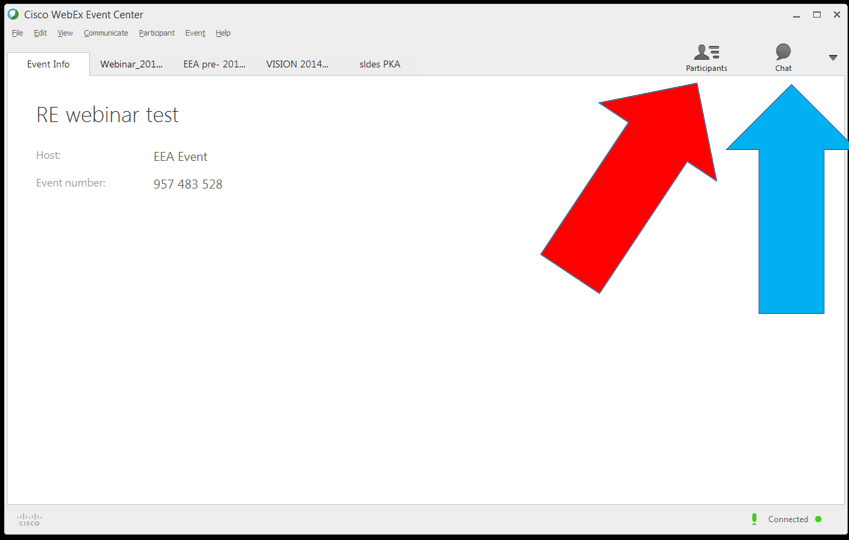 Cisco WebEx Event Center
File Edit View Communicate Participant Event Help
Event Info Webinar_201... EEA pre- 201... VISION 2014... sldes PKA
Participants Chat
RE webinar test
Host: EEA Event
Event number: 957 483 528
CISCO Connected